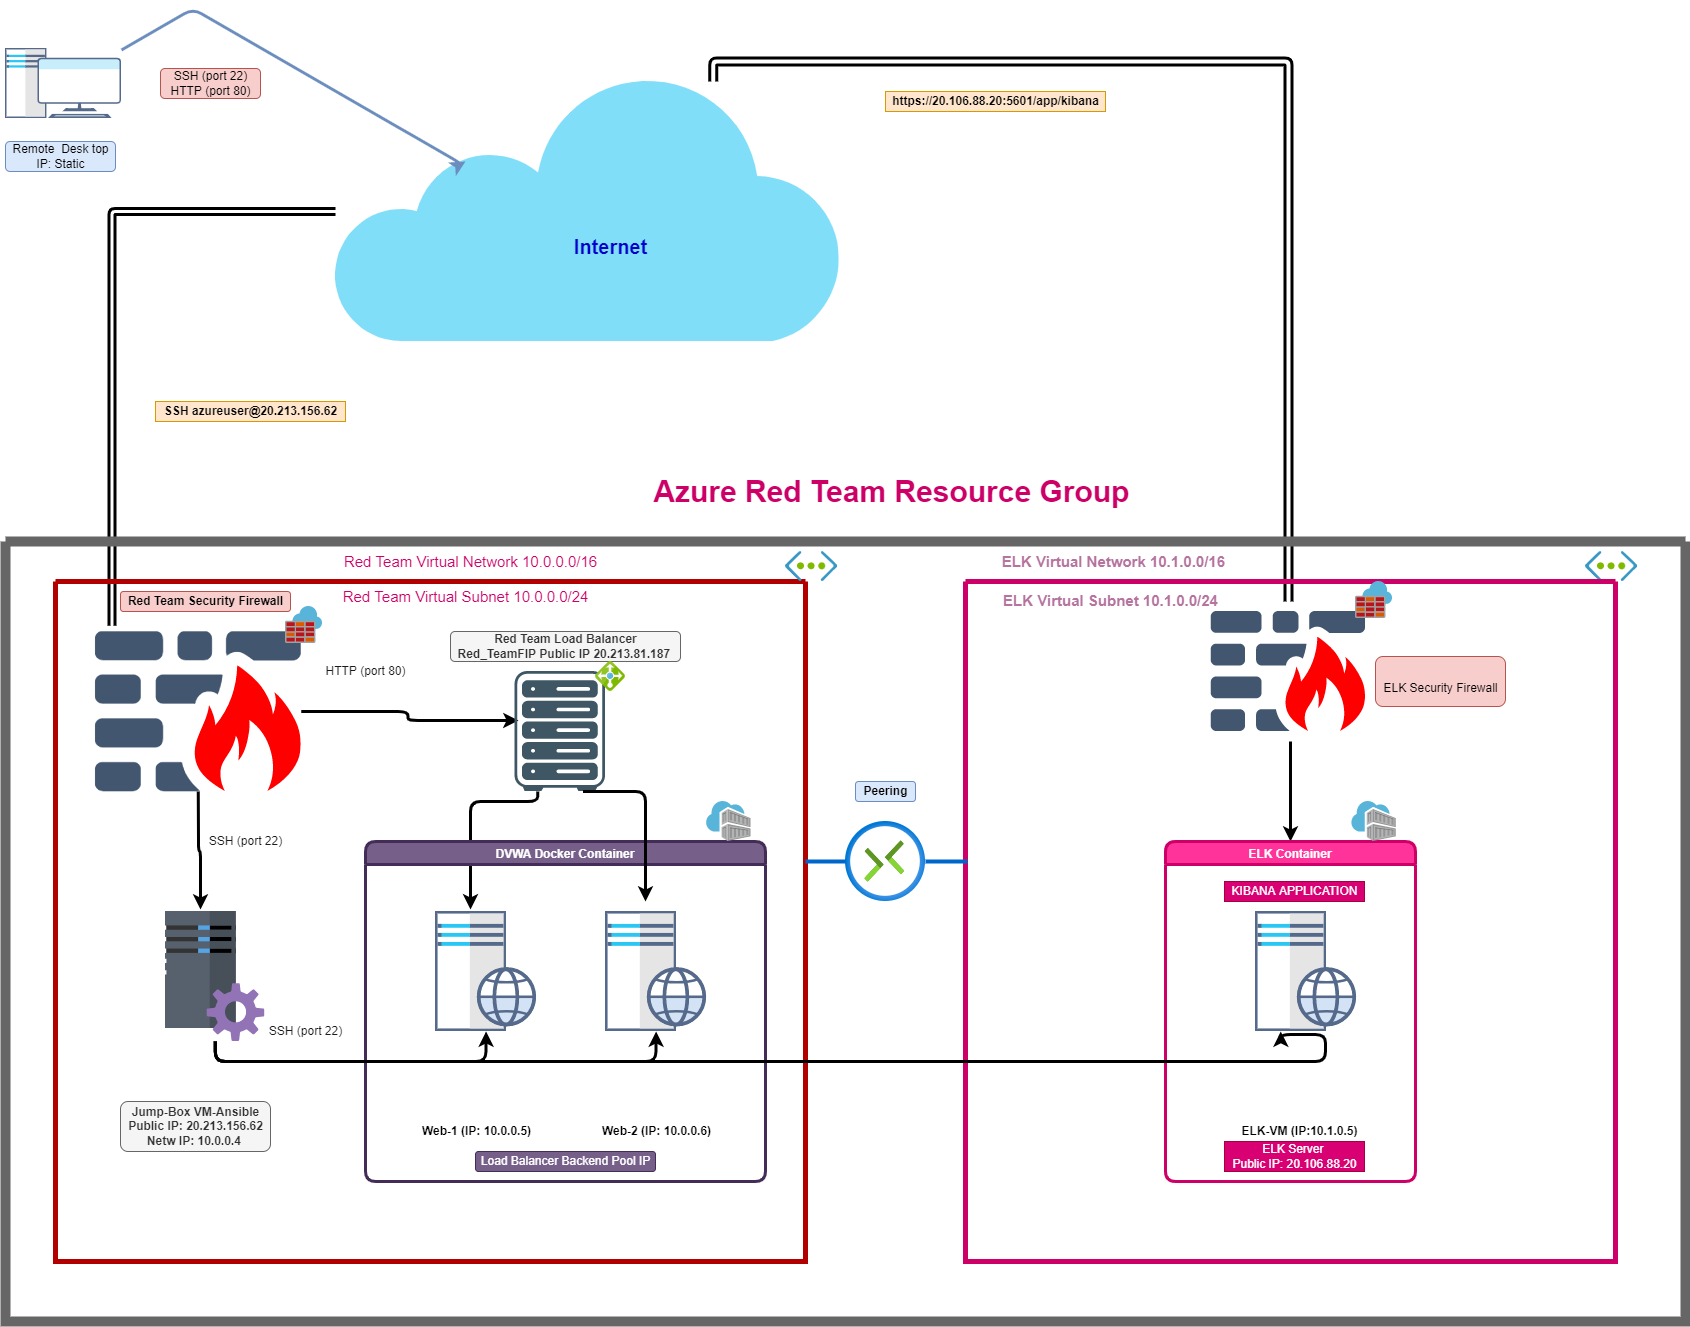 SSH (port 22)
HTTP (port 80)
https://20.106.88.20:5601/app/kibana
Remote  Desk top
IP: Static
Internet
SSH azureuser@20.213.156.62
Azure Red Team Resource Group
Red Team Virtual Network 10.0.0.0/16
ELK Virtual Network 10.1.0.0/16
Red Team Security Firewall
Red Team Virtual Subnet 10.0.0.0/24
ELK Virtual Subnet 10.1.0.0/24
Red Team Load Balancer
Red_TeamFIP Public IP 20.213.81.187
HTTP (port 80)
ELK Security Firewall
Peering
SSH (port 22)
DVWA Docker Container
ELK Container
KIBANA APPLICATION
SSH (port 22)
Jump-Box VM-Ansible
Public IP: 20.213.156.62
Netw IP: 10.0.0.4
Web-1 (IP: 10.0.0.5)
Web-2 (IP: 10.0.0.6)
Load Balancer Backend Pool IP
ELK-VM (IP:10.1.0.5)
ELK Server
Public IP: 20.106.88.20